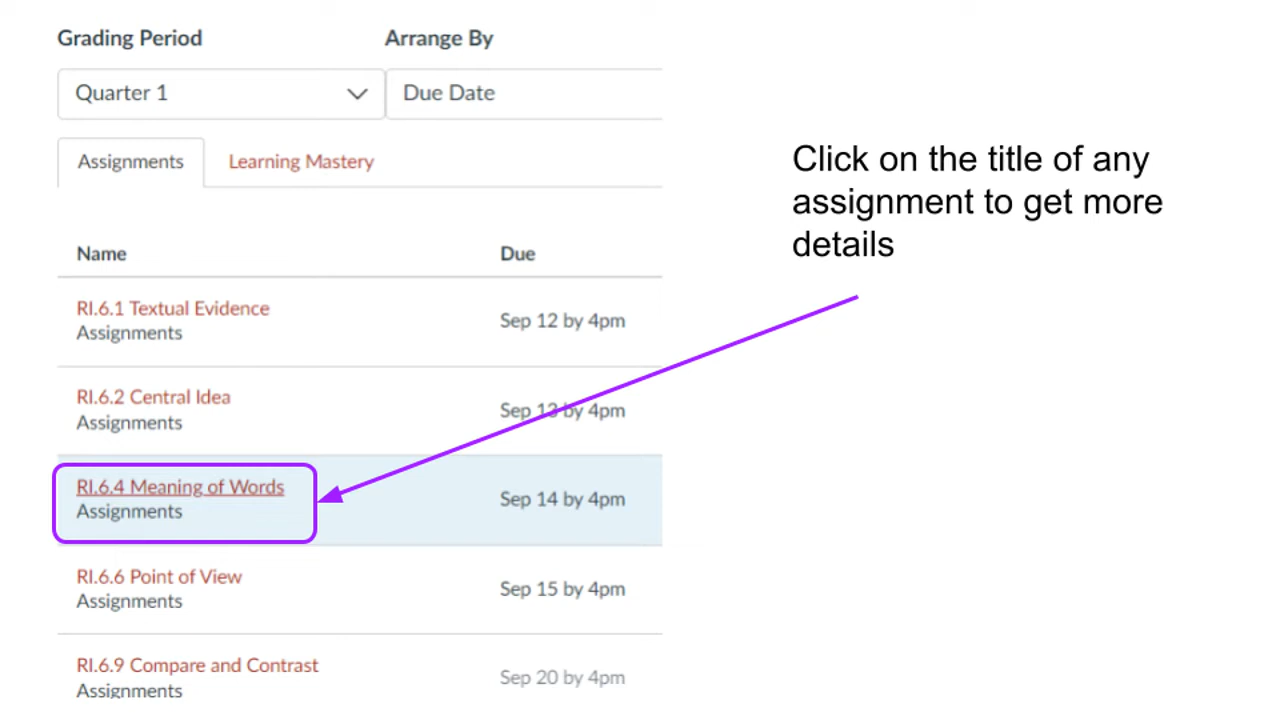 Grading Period
Arrange By
Quarter 1
Due Date
Assignments
Learning Mastery
Click on the title of any
assignment to get more
details
Name
Due
RI.6.1 Textual Evidence
Assignments
Sep 12 by 4pm
RI.6.2 Central Idea
Assignments
Sep 13 by 4pm
RI.6.4 Meaning of Words
Assignments
Sep 14 by 4pm
RI.6.6 Point of View
Assignments
Sep 15 by 4pm
RI.6.9 Compare and Contrast
Assignments
Sep 20 by 4pm